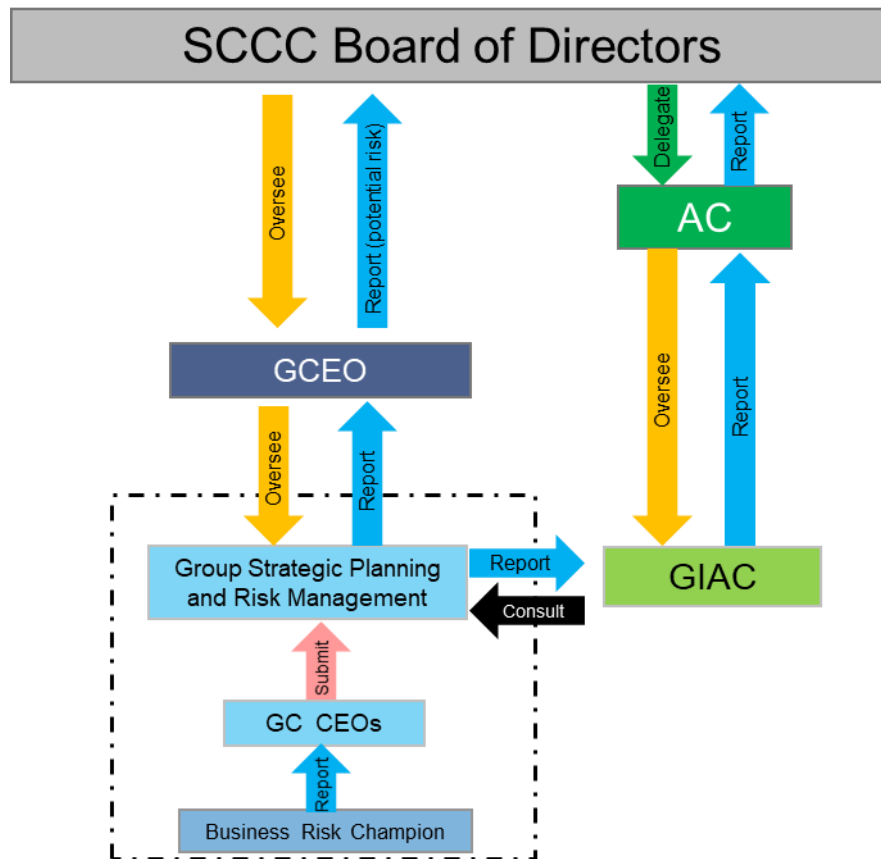 SCCC Board of Directors
Oversee
Report (potential risk)
Delegate
Report
AC
GCEO
Oversee
Report
Oversee
Report
Group Strategic Planning
and Risk Management
Report
Consult
GIAC
Submit
GC CEOs
Report
Business Risk Champion